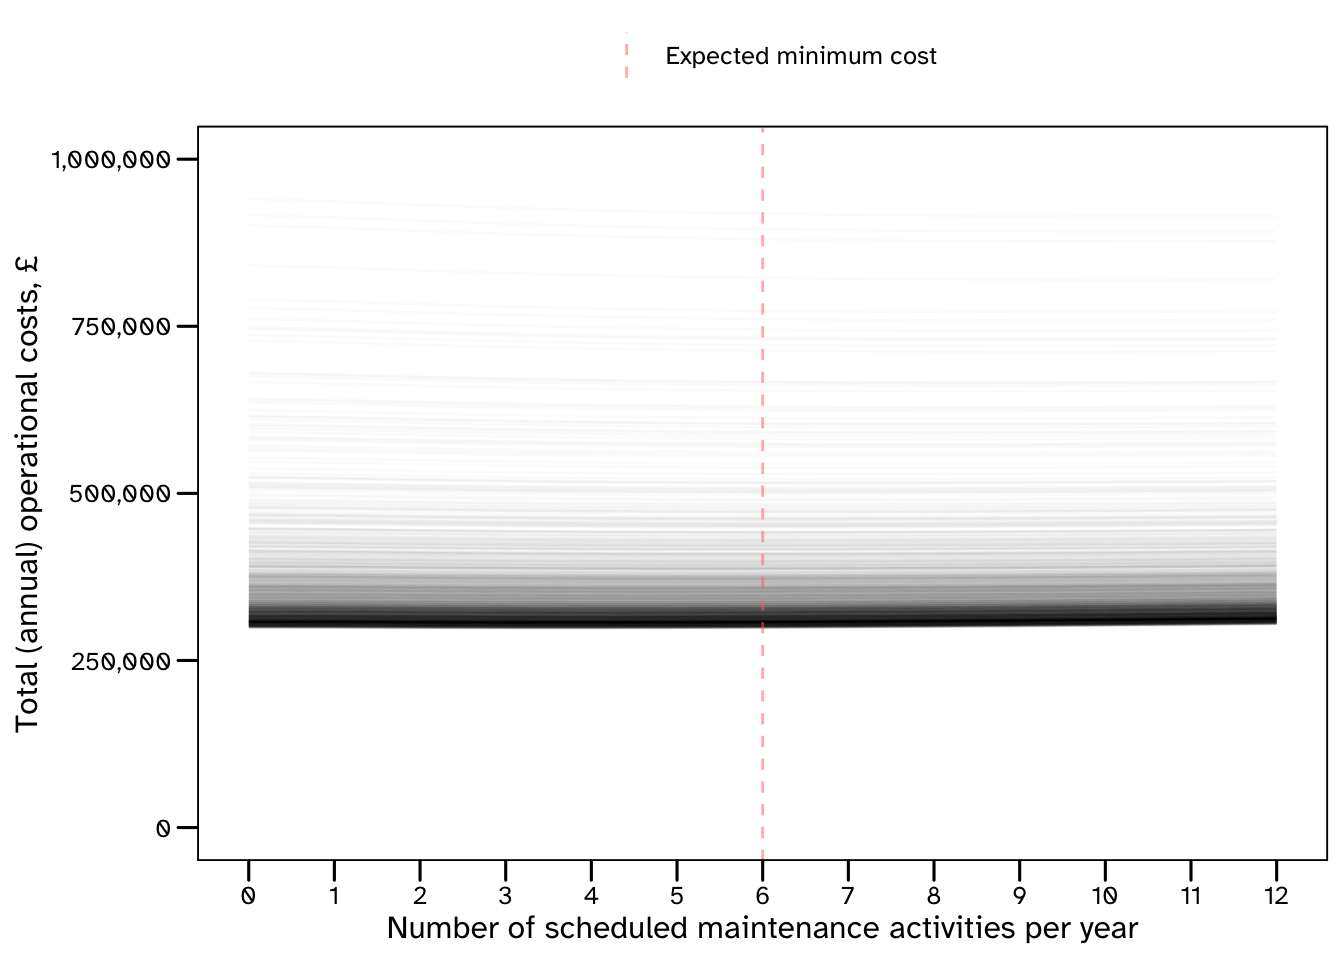 Expected minimum cost
Total (annual) operational costs, £
1,000,000
750,000
500,000
250,000
0
0 1 2 3 4 5 6 7 8 9 10 11 12
Number of scheduled maintenance activities per year